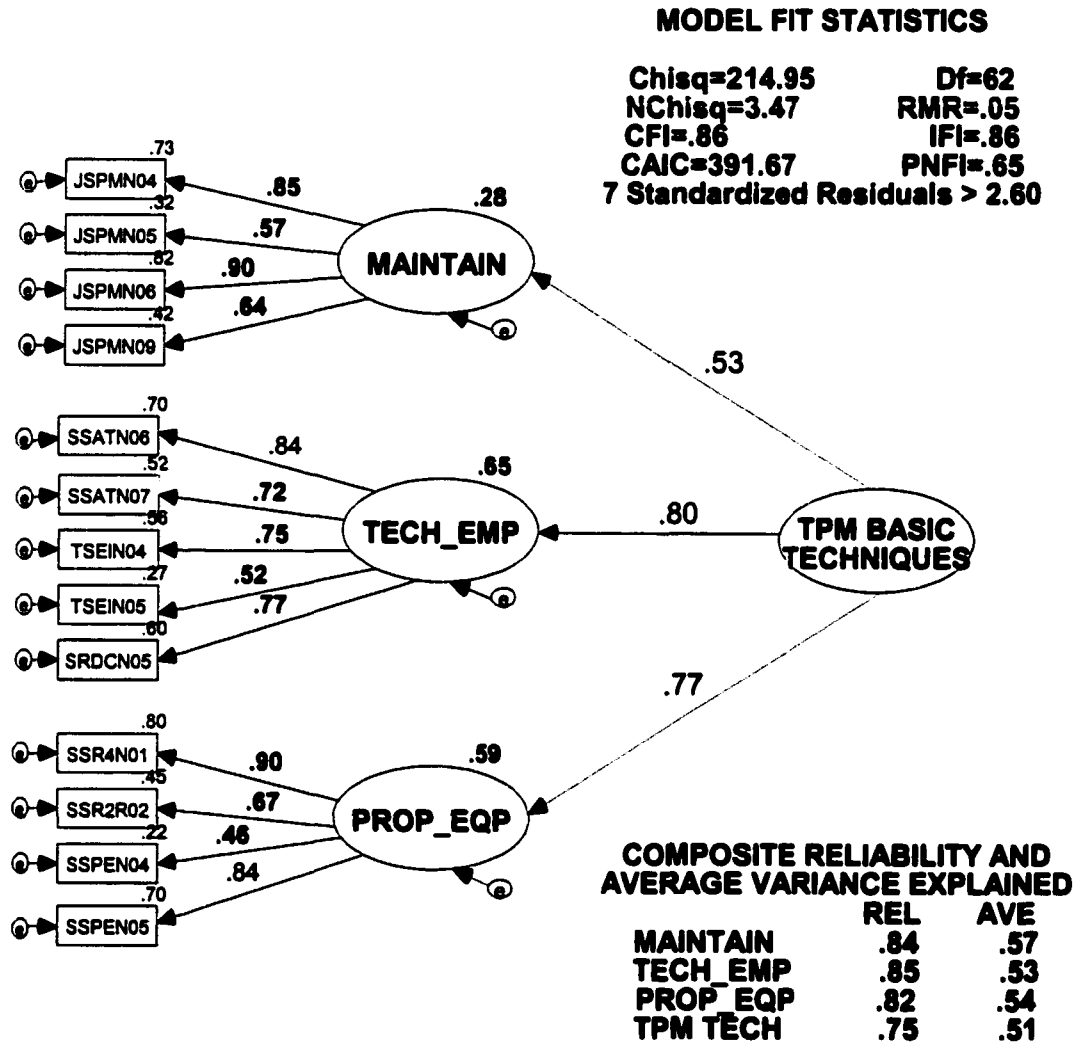 MODEL FIT STATISTICS
Chisq=214.95 Df=62
NChisq=3.47 RMR=.05
CFI=.86 IFI=.86
CAIC=391.67 PNFI=.65
7 Standardized Residuals > 2.60
.73
e JSPMN04 .85
.32
e JSPMN05 .57
.82
e JSPMN06 .90
.42
e JSPMN09 .64
.28
MAINTAIN
e
.53
.70
e SSATN06 .84
.52
e SSATN07 .72
.56
e TSEIN04 .75
.27
e TSEIN05 .52
.60
e SRDCN05 .77
.65
TECH_EMP
e
.80
TPM BASIC
TECHNIQUES
.77
.80
e SSR4N01 .90
.45
e SSR2R02 .67
.22
e SSPEN04 .46
.70
e SSPEN05 .84
.59
PROP_EQP
e
COMPOSITE RELIABILITY AND
AVERAGE VARIANCE EXPLAINED
REL AVE
MAINTAIN .84 .57
TECH_EMP .85 .53
PROP_EQP .82 .54
TPM TECH .75 .51